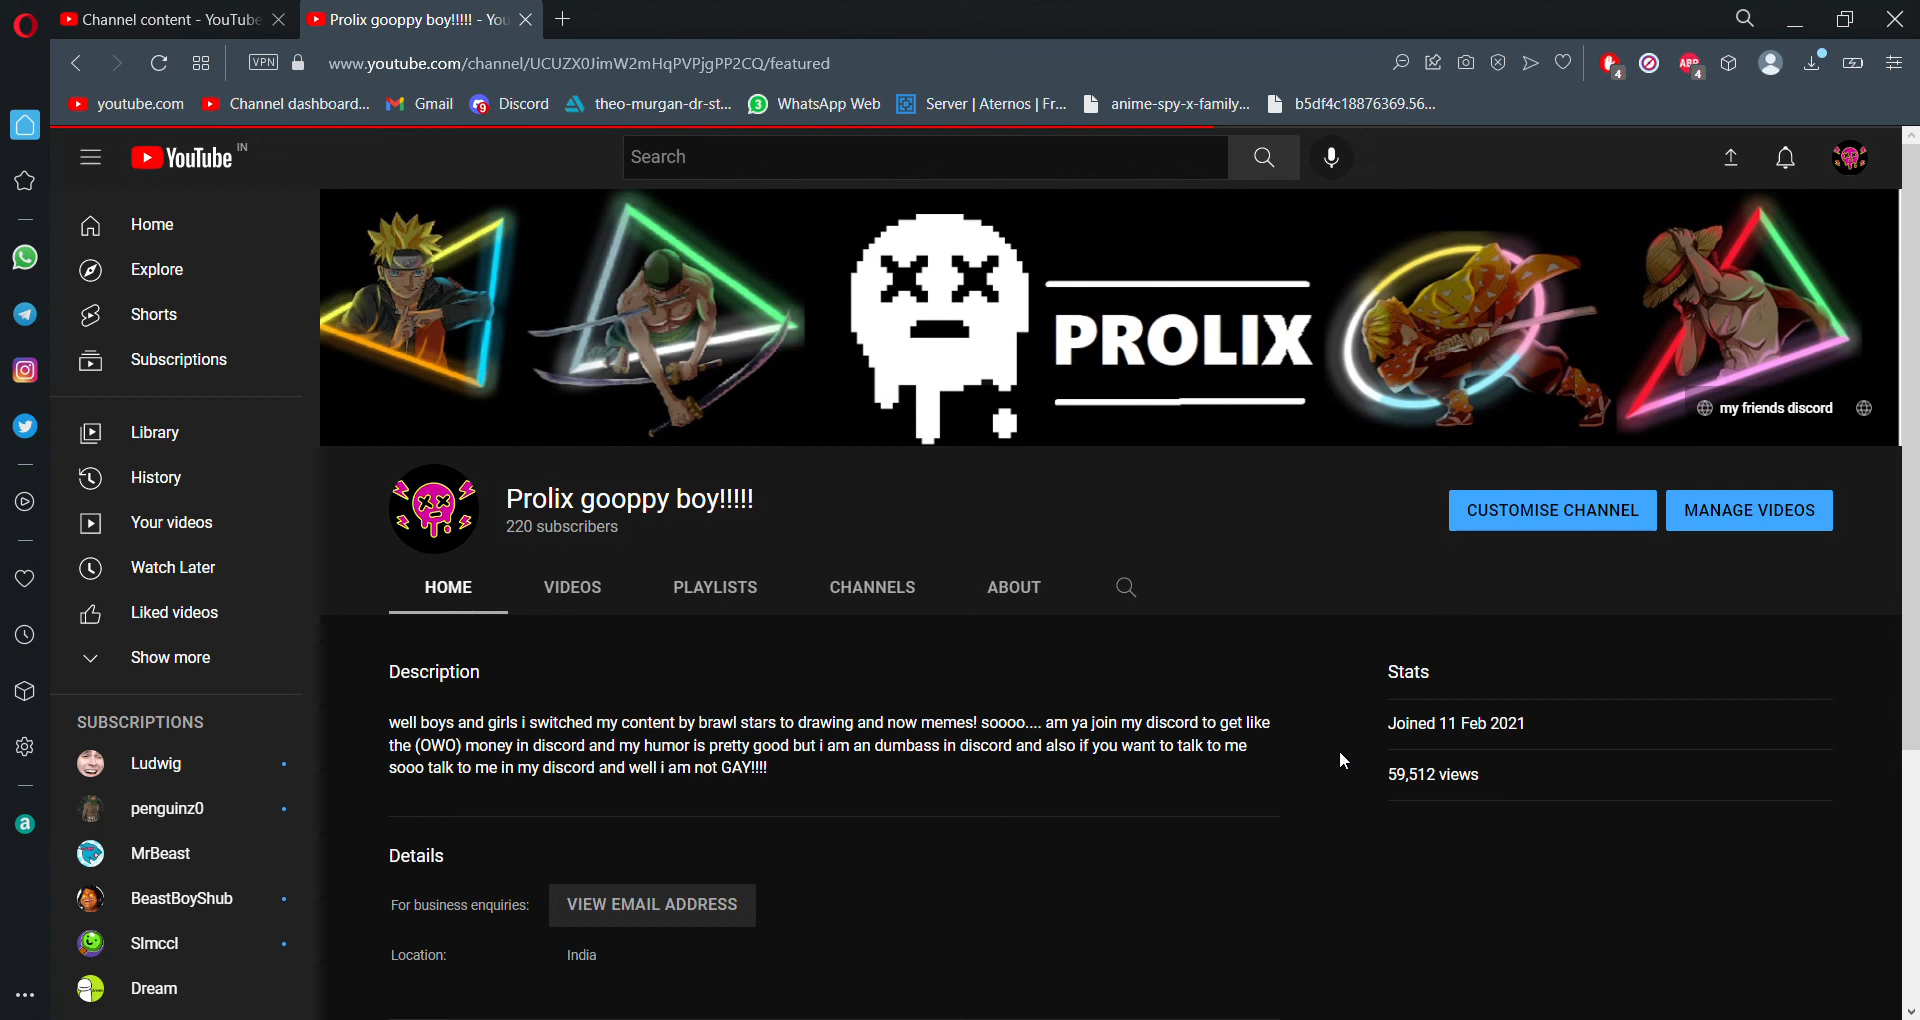 Channel content - YouTube
Prolix gooppy boy!!!!! - You
VPN
www.youtube.com/channel/UCUZX0JimW2mHqPVPjgPP2CQ/featured
4
ABP
4
youtube.com
Channel dashboard...
Gmail
9
Discord
theo-murgan-dr-st...
3
WhatsApp Web
Server | Aternos | Fr...
anime-spy-x-family,...
b5df4c18876369.56...
YouTube IN
Search
Home
Explore
Shorts
Subscriptions
Library
History
Your videos
Watch Later
Liked videos
Show more
SUBSCRIPTIONS
Ludwig
penguinz0
MrBeast
BeastBoyShub
Slmccl
Dream
PROLIX
my friends discord
Prolix gooppy boy!!!!!
220 subscribers
CUSTOMISE CHANNEL
MANAGE VIDEOS
HOME
VIDEOS
PLAYLISTS
CHANNELS
ABOUT
Description
well boys and girls i switched my content by brawl stars to drawing and now memes! soooo.... am ya join my discord to get like
the (OWO) money in discord and my humor is pretty good but i am an dumbass in discord and also if you want to talk to me
sooo talk to me in my discord and well i am not GAY!!!!
Stats
Joined 11 Feb 2021
59,512 views
Details
For business enquiries:
VIEW EMAIL ADDRESS
Location:
India